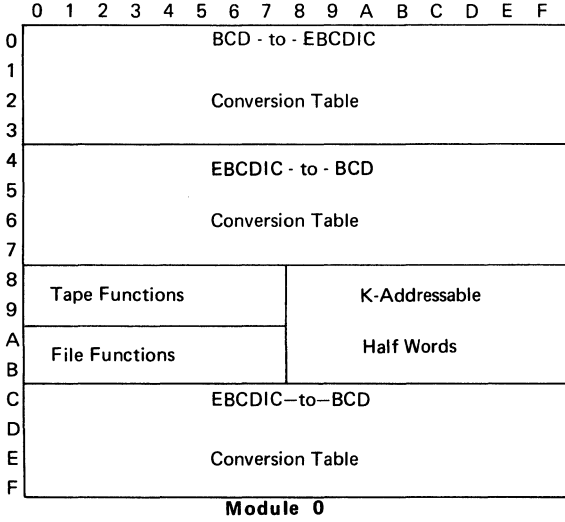 0 1 2 3 4 5 6 7 8 9 A B C D E F
0 BCD - to - EBCDIC
1
2 Conversion Table
3
4 EBCDIC - to - BCD
5
6 Conversion Table
7
8 Tape Functions K-Addressable
9
A File Functions Half Words
B
C EBCDIC—to—BCD
D
E Conversion Table
F
Module 0